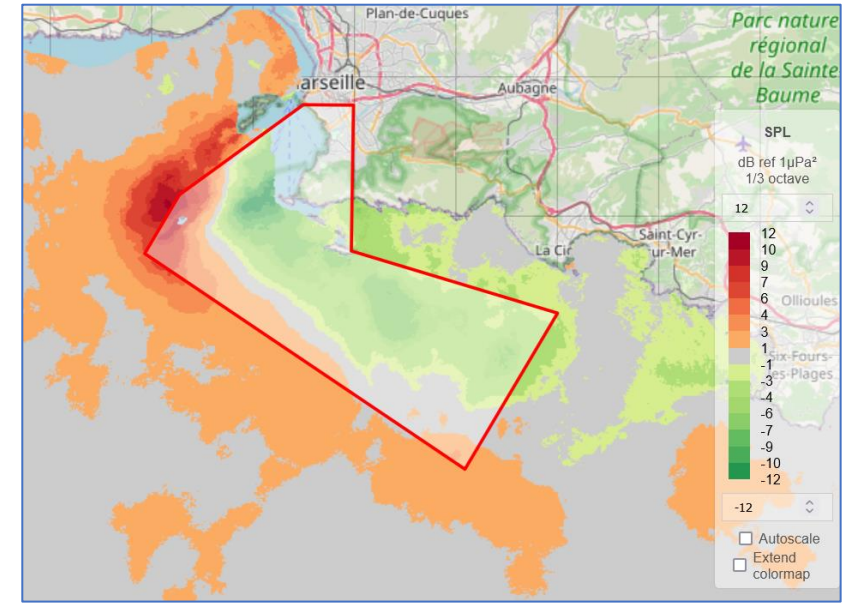 Plan-de-Cuques
Parc nature
régional
de la Sainte
Baume
arseille
Aubagne
SPL
dB ref 1µPa²
1/3 octave
12
Saint-Cyr-
ur-Mer
La Cio
12
10
9
7
6
4
3
1
-1
-3
-4
-6
-7
-9
-10
-12
Ollioules
Six-Fours-
es-Plages
-12
Autoscale
Extend
colormap